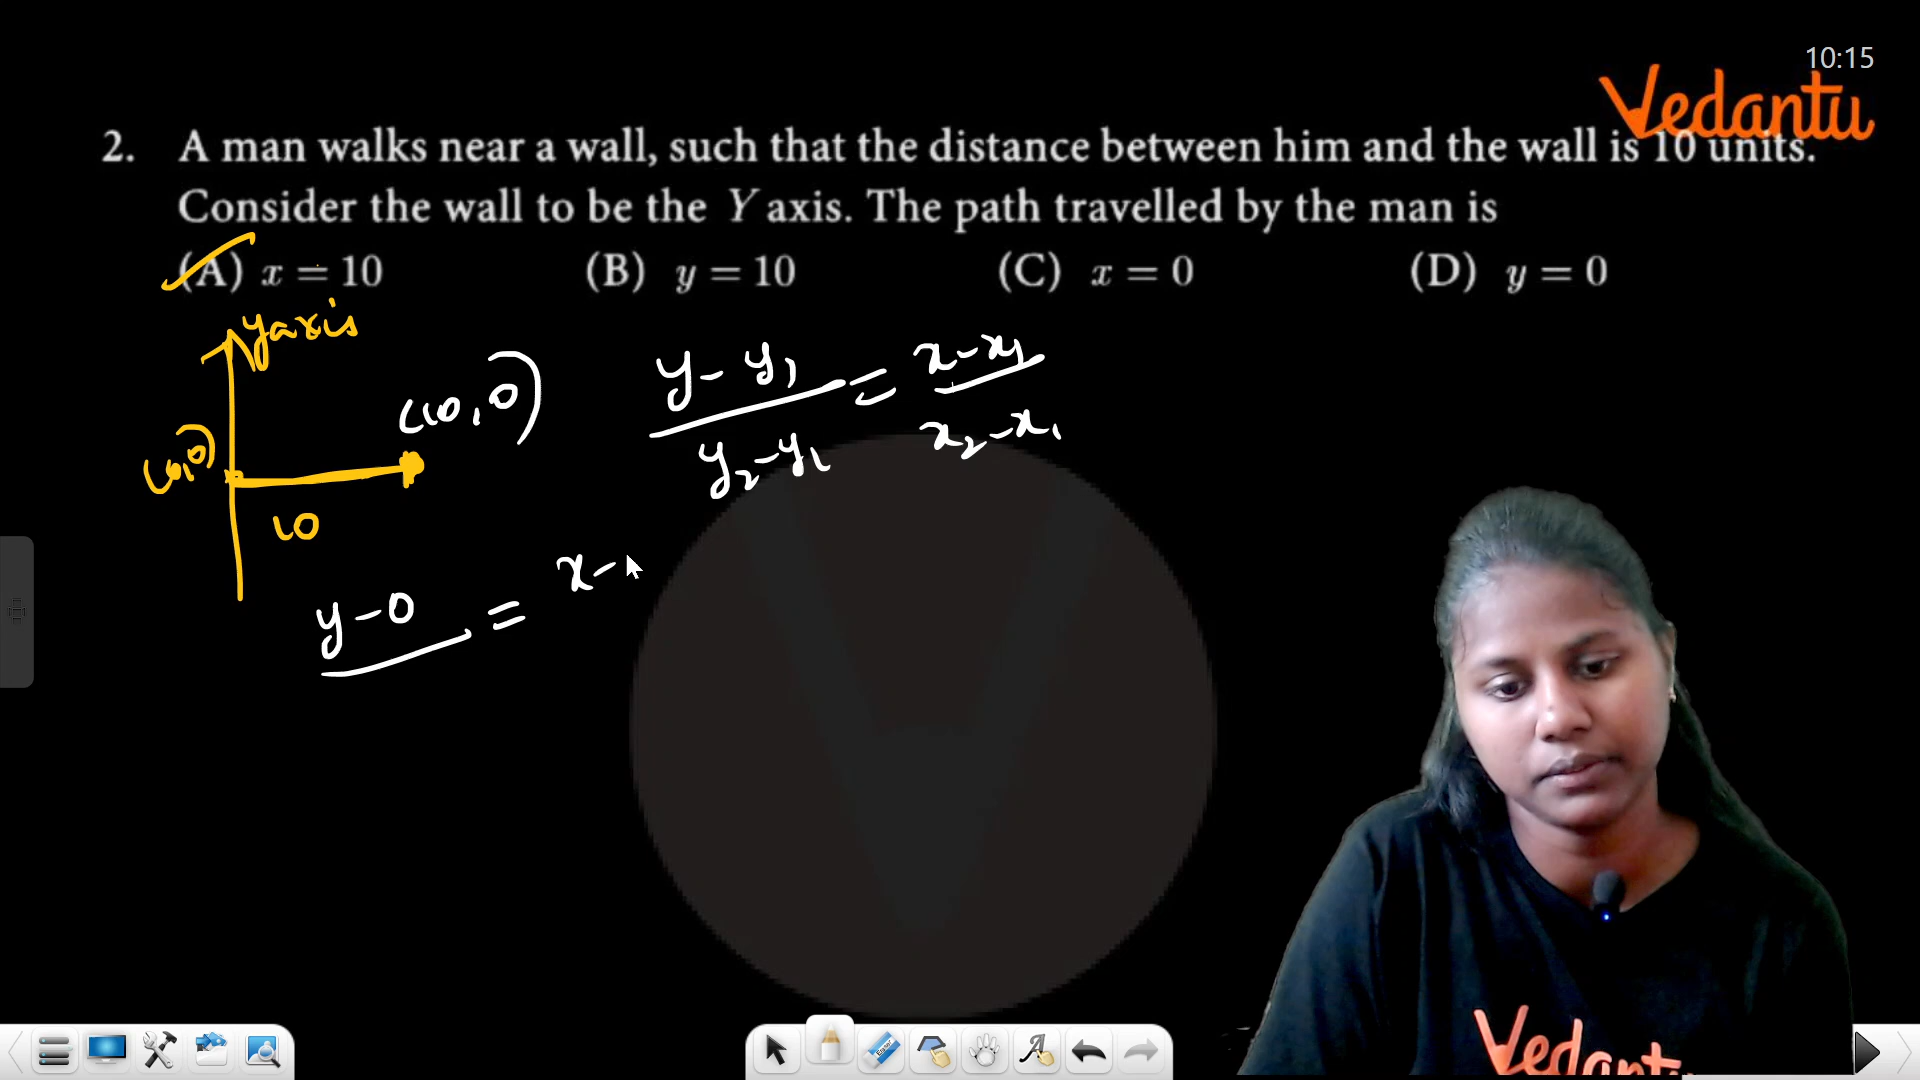 10:15
Vedantu
2. A man walks near a wall, such that the distance between him and the wall is 10 units.
Consider the wall to be the Y axis. The path travelled by the man is
(A) x = 10 (B) y = 10 (C) x = 0 (D) y = 0
y axis
(10,0)
y - y₁ / y₂ - y₁ = x - x₁ / x₂ - x₁
(0,0)
10
y - 0 = x -
Vedantu